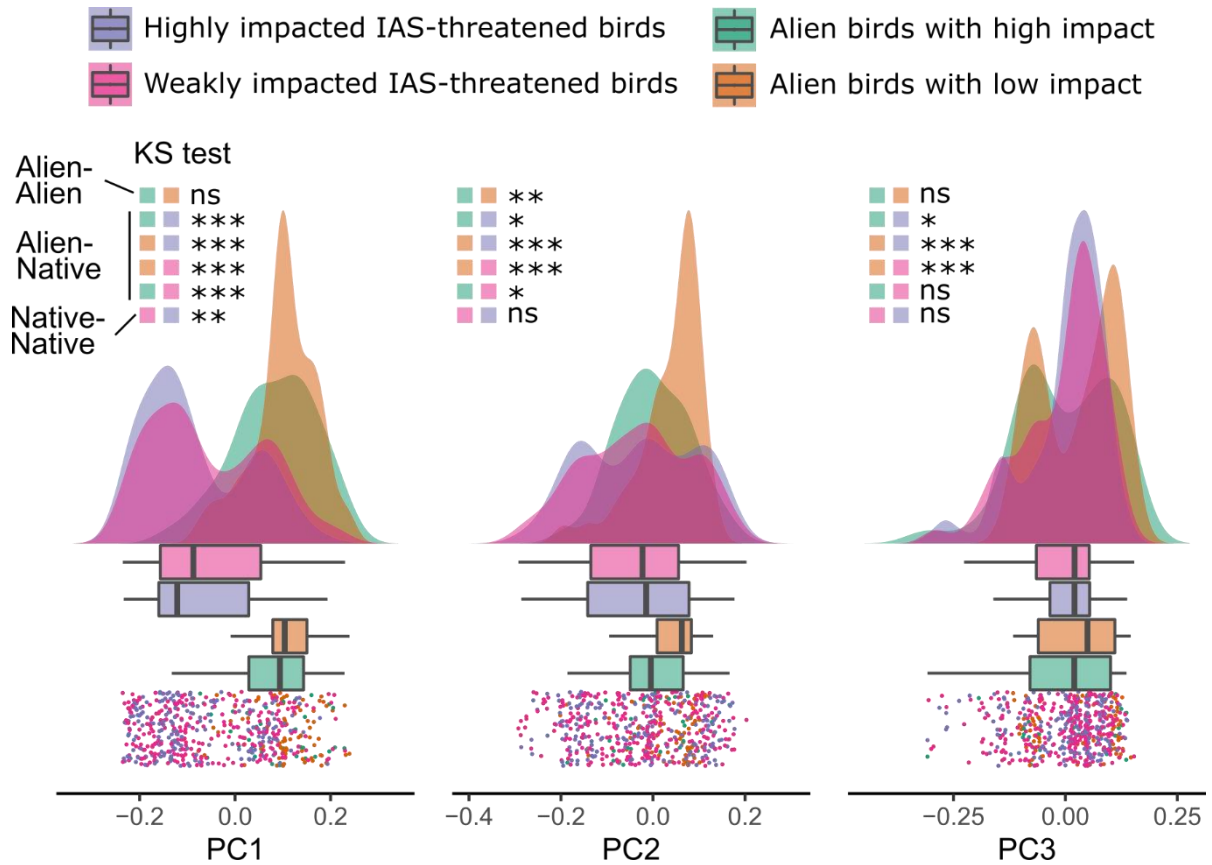 Highly impacted IAS-threatened birds
Alien birds with high impact
Weakly impacted IAS-threatened birds
Alien birds with low impact
KS test
Alien-
Alien
Alien-
Native
Native-
Native
ns
***
***
***
***
**
**
*
***
***
*
ns
ns
*
***
***
ns
ns
−0.2 0.0 0.2
PC1
−0.4 −0.2 0.0 0.2
PC2
−0.25 0.00 0.25
PC3